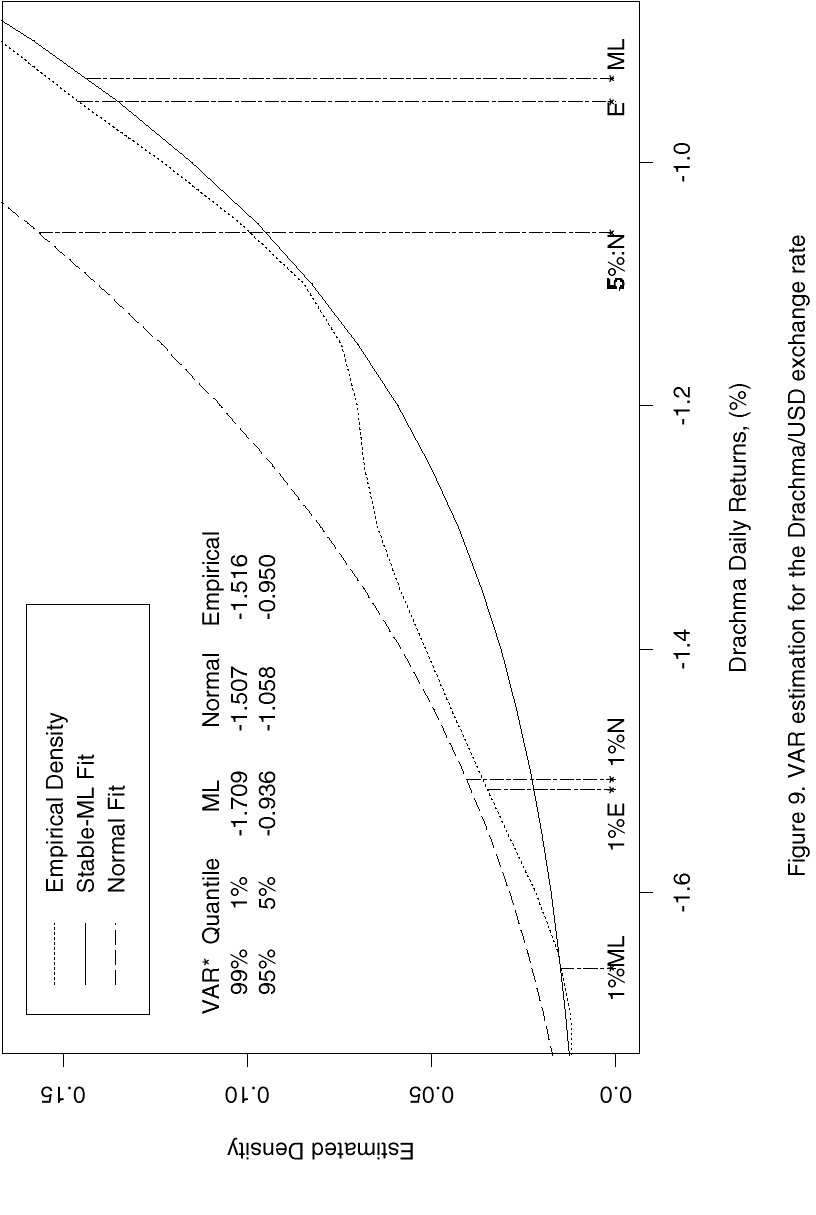 Empirical Density
Stable-ML Fit
Normal Fit
VAR* Quantile ML Normal Empirical
99% 1% -1.709 -1.507 -1.516
95% 5% -0.936 -1.058 -0.950
Estimated Density
0.15
0.10
0.05
0.0
1%ML
*
1%E ** 1%N
5%:N
*
E
*
* ML
-1.6
-1.4
-1.2
-1.0
Drachma Daily Returns, (%)
Figure 9. VAR estimation for the Drachma/USD exchange rate